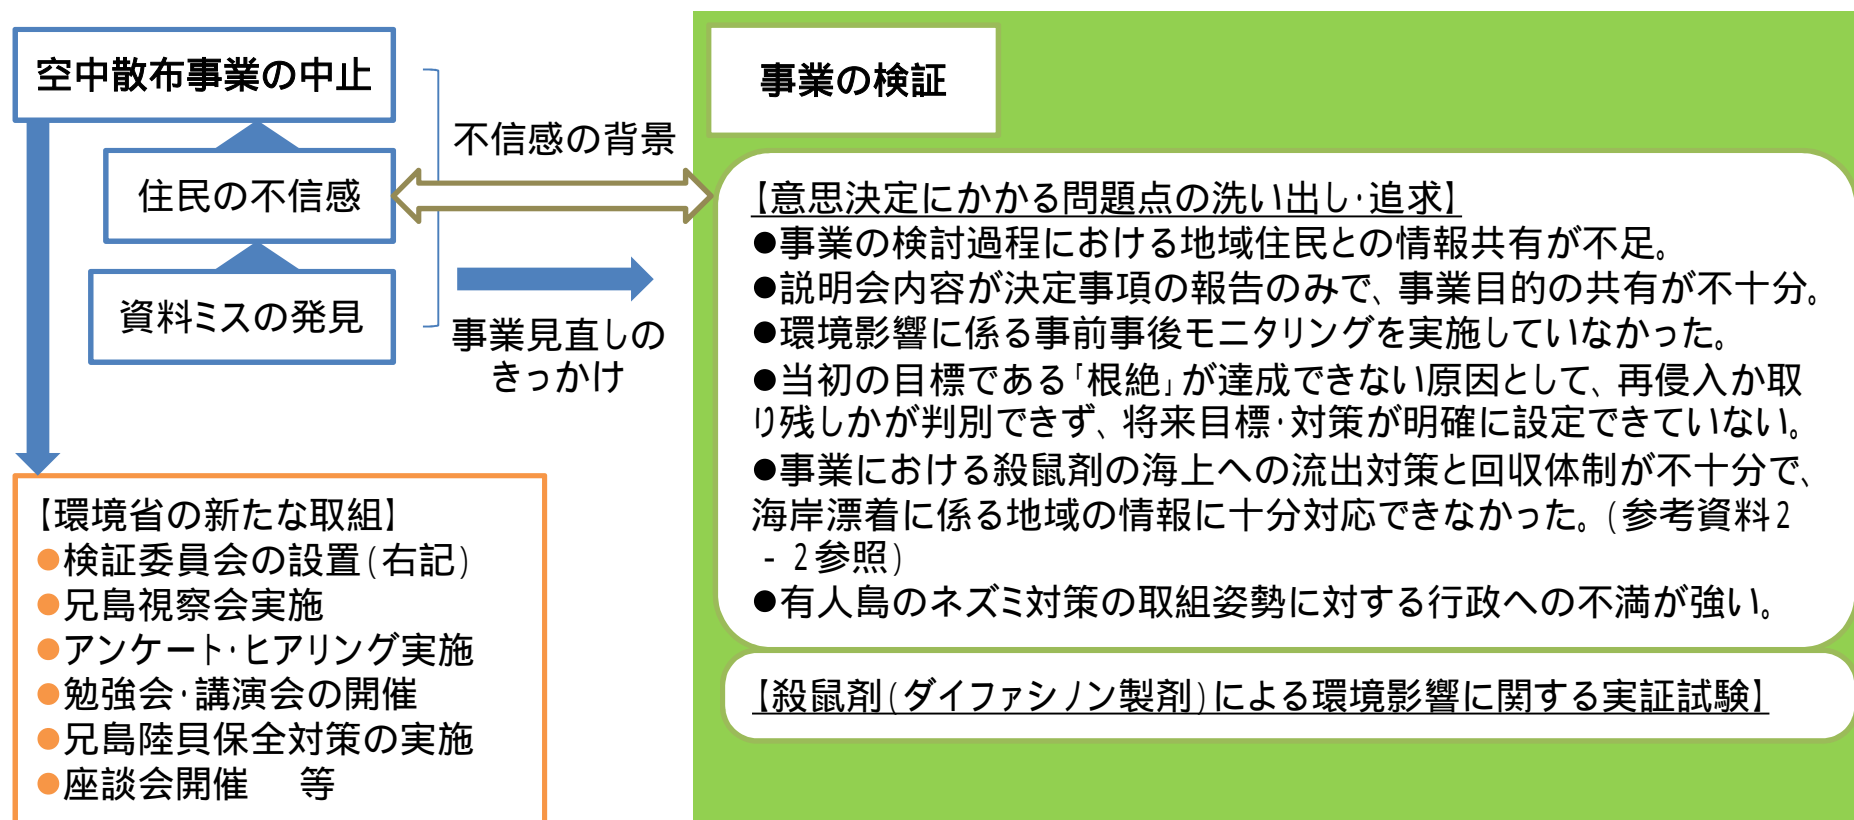 空中散布事業の中止
住民の不信感
資料ミスの発見
不信感の背景
事業見直しの
きっかけ
【環境省の新たな取組】
●検証委員会の設置(右記)
●兄島視察会実施
●アンケート・ヒアリング実施
●勉強会・講演会の開催
●兄島陸貝保全対策の実施
●座談会開催　等
事業の検証
【意思決定にかかる問題点の洗い出し・追求】
●事業の検討過程における地域住民との情報共有が不足。
●説明会内容が決定事項の報告のみで、事業目的の共有が不十分。
●環境影響に係る事前事後モニタリングを実施していなかった。
●当初の目標である「根絶」が達成できない原因として、再侵入か取
り残しかが判別できず、将来目標・対策が明確に設定できていない。
●事業における殺鼠剤の海上への流出対策と回収体制が不十分で、
海岸漂着に係る地域の情報に十分対応できなかった。(参考資料2
- 2参照)
●有人島のネズミ対策の取組姿勢に対する行政への不満が強い。
【殺鼠剤(ダイファシノン製剤)による環境影響に関する実証試験】